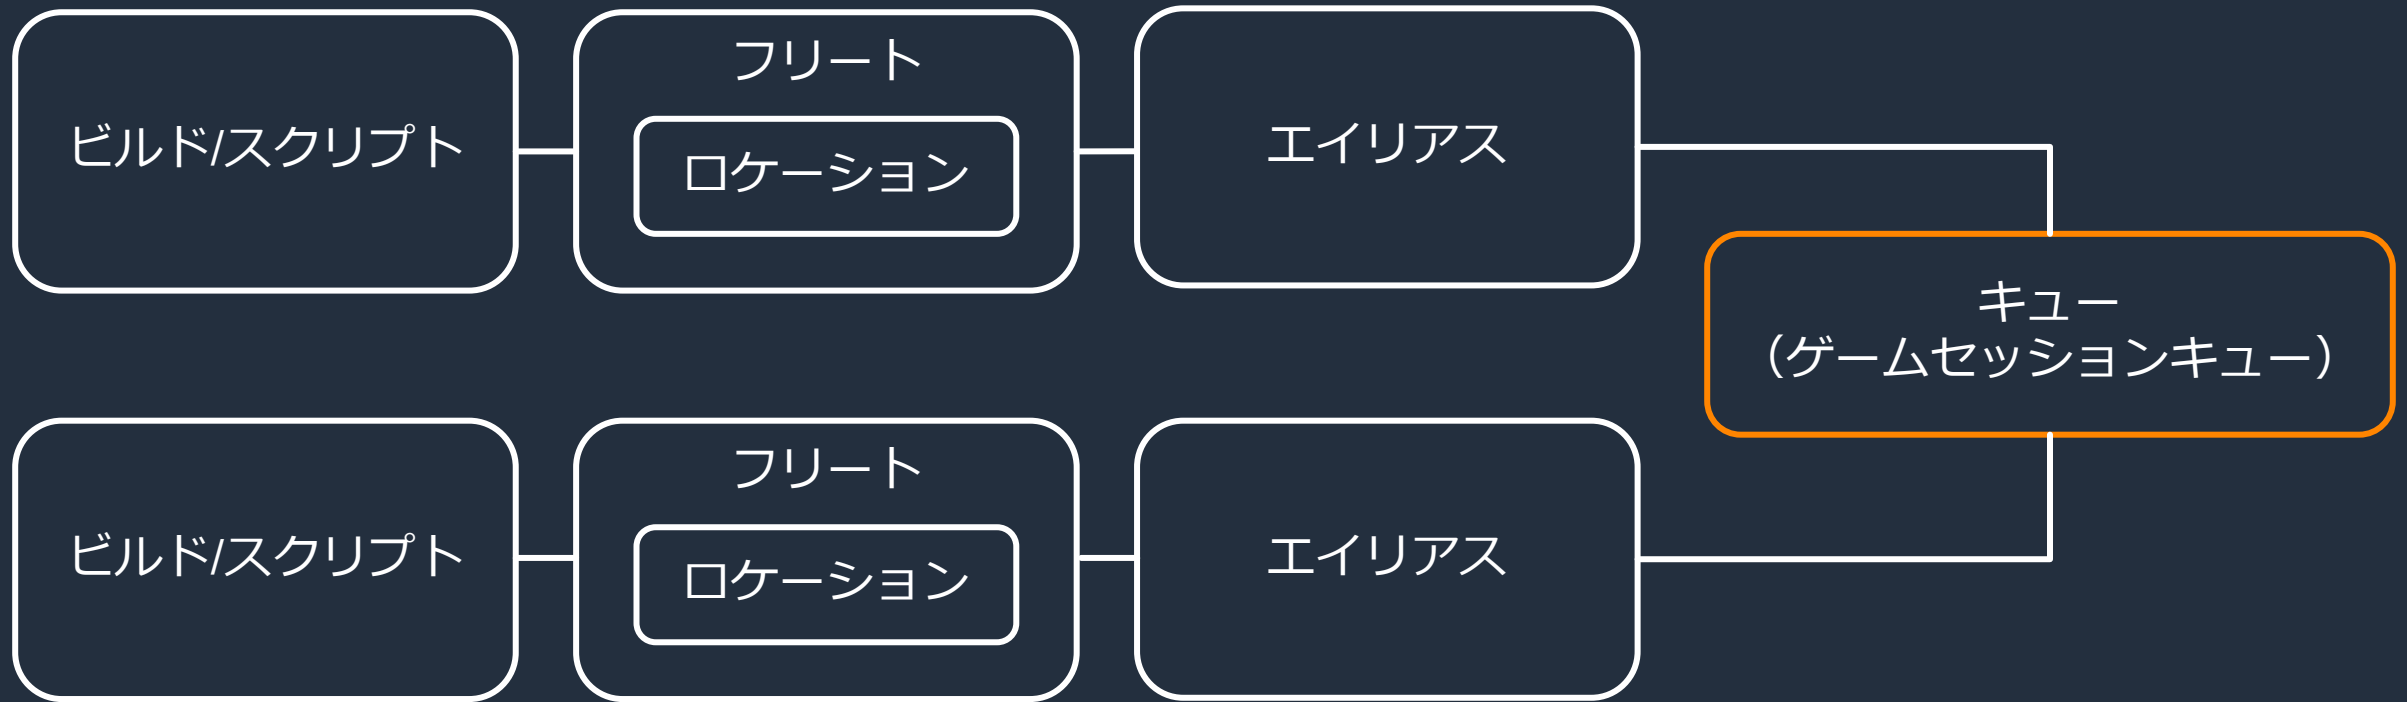 ビルド/スクリプト
フリート
ロケーション
エイリアス
キュー
（ゲームセッションキュー）
ビルド/スクリプト
フリート
ロケーション
エイリアス